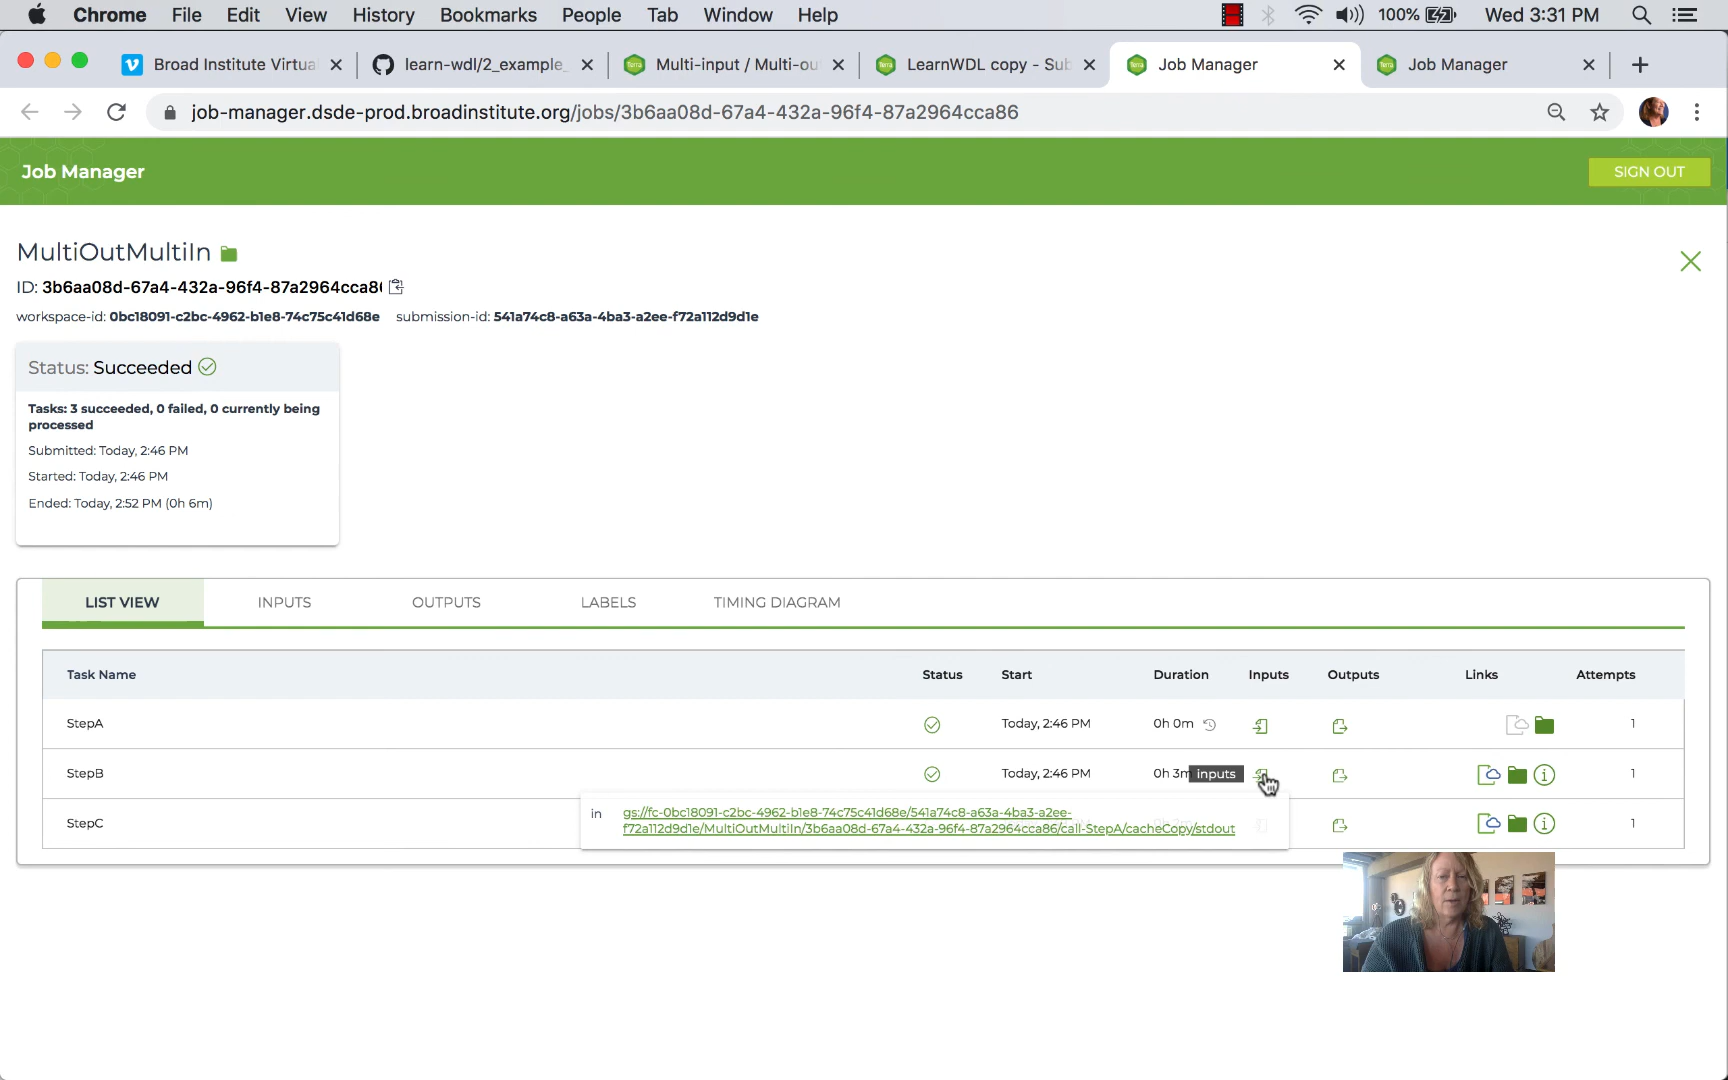 Chrome File Edit View History Bookmarks People Tab Window Help 100% Wed 3:31 PM
Broad Institute Virtua learn-wdl/2_example_ Multi-input / Multi-ou LearnWDL copy - Sub Job Manager Job Manager
job-manager.dsde-prod.broadinstitute.org/jobs/3b6aa08d-67a4-432a-96f4-87a2964cca86
Job Manager SIGN OUT
MultiOutMultiIn
ID: 3b6aa08d-67a4-432a-96f4-87a2964cca86
workspace-id: 0bc18091-c2bc-4962-b1e8-74c75c41d68e submission-id: 541a74c8-a63a-4ba3-a2ee-f72a112d9d1e
Status: Succeeded
Tasks: 3 succeeded, 0 failed, 0 currently being
processed
Submitted: Today, 2:46 PM
Started: Today, 2:46 PM
Ended: Today, 2:52 PM (0h 6m)
LIST VIEW INPUTS OUTPUTS LABELS TIMING DIAGRAM
Task Name Status Start Duration Inputs Outputs Links Attempts
StepA Today, 2:46 PM 0h 0m 1
StepB Today, 2:46 PM 0h 3m inputs 1
in gs://fc-0bc18091-c2bc-4962-b1e8-74c75c41d68e/541a74c8-a63a-4ba3-a2ee-
f72a112d9d1e/MultiOutMultiIn/3b6aa08d-67a4-432a-96f4-87a2964cca86/call-StepA/cacheCopy/stdout
StepC 1